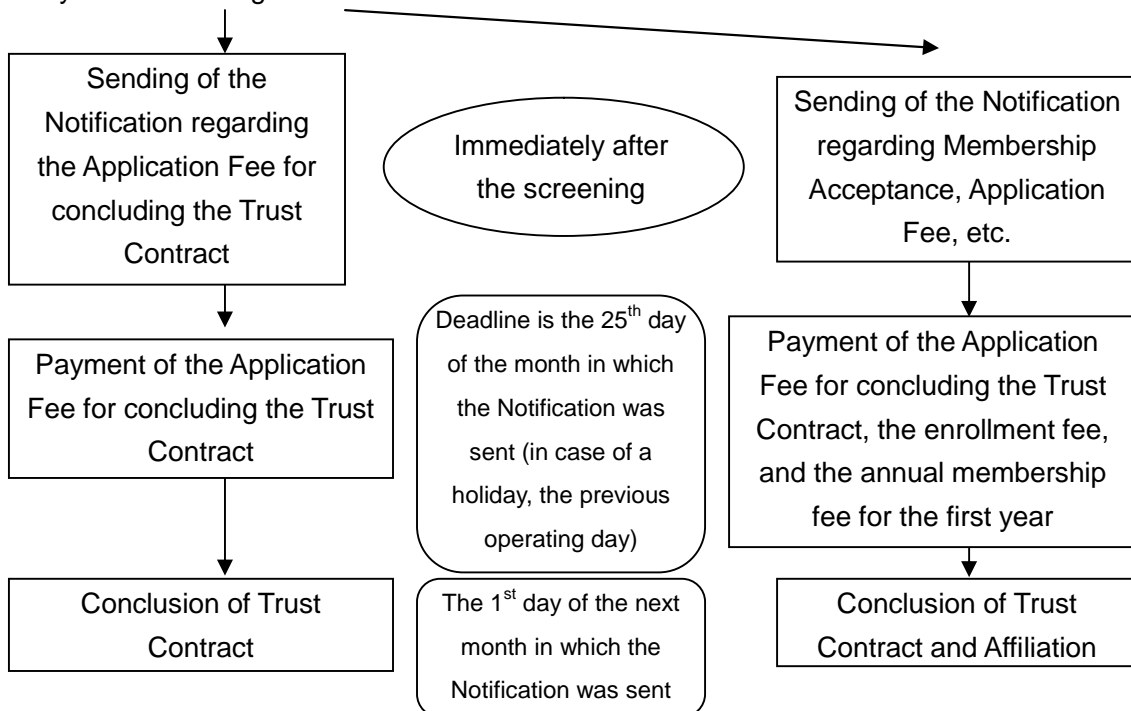 Sending of the
Notification regarding
the Application Fee for
concluding the Trust
Contract
Immediately after
the screening
Sending of the Notification
regarding Membership
Acceptance, Application
Fee, etc.
Payment of the Application
Fee for concluding the Trust
Contract
Deadline is the 25th day
of the month in which
the Notification was
sent (in case of a
holiday, the previous
operating day)
Payment of the Application
Fee for concluding the Trust
Contract, the enrollment fee,
and the annual membership
fee for the first year
Conclusion of Trust
Contract
The 1st day of the next
month in which the
Notification was sent
Conclusion of Trust
Contract and Affiliation